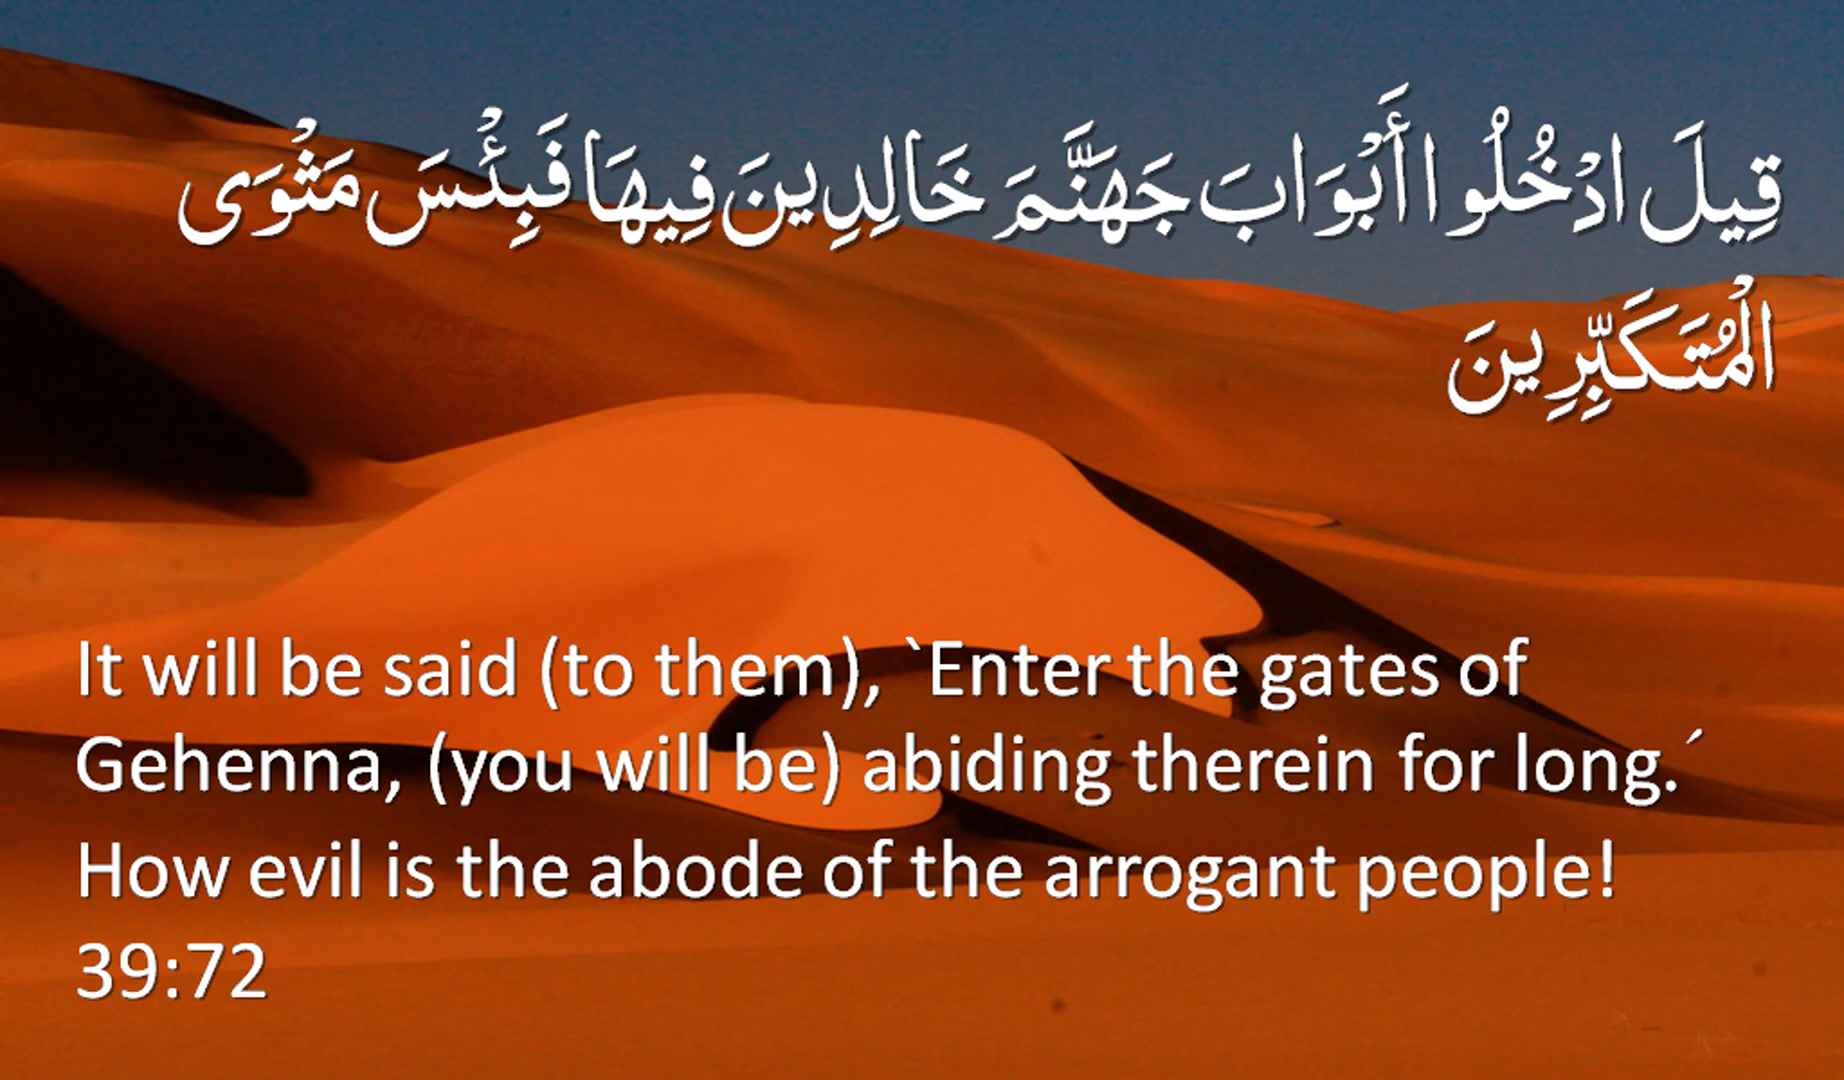 قِيلَ ادْخُلُوا أَبْوَابَ جَهَنَّمَ خَالِدِينَ فِيهَا فَبِئْسَ مَثْوَى
الْمُتَكَبِّرِينَ
It will be said (to them), `Enter the gates of
Gehenna, (you will be) abiding therein for long.´
How evil is the abode of the arrogant people!
39:72